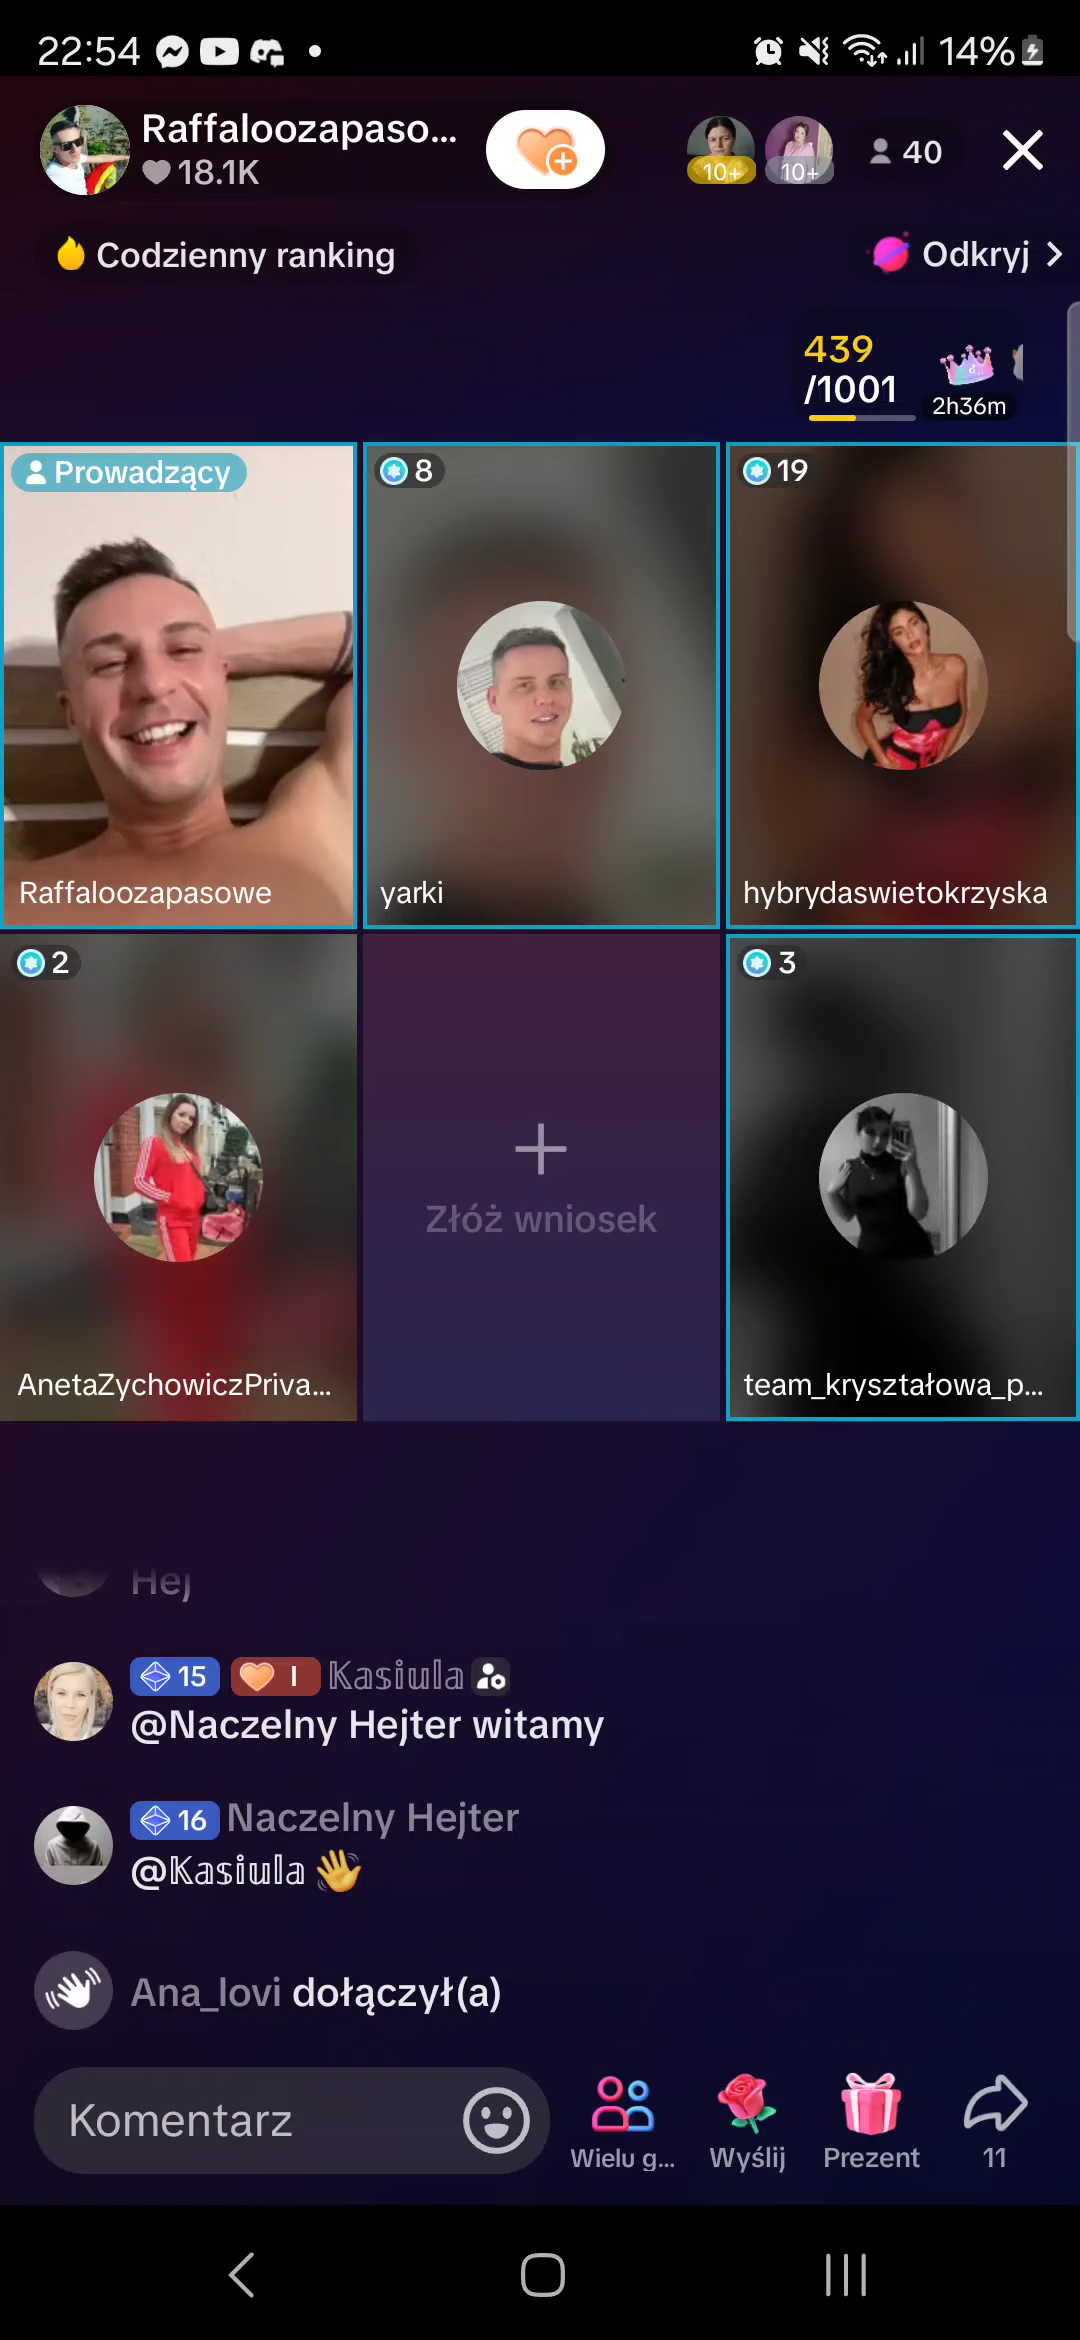 22:54
14%
Raffaloozapaso...
18.1K
10+
10+
40
Codzienny ranking
Odkryj
439
/1001
2h36m
Prowadzący
8
19
Raffaloozapasowe
yarki
hybrydaswietokrzyska
2
3
Złóż wniosek
AnetaZychowiczPriva...
team_kryształowa_p...
Hej
15
I
𝕂𝕒𝕤𝕚𝕦𝕝𝕒
@Naczelny Hejter witamy
16
Naczelny Hejter
@𝕂𝕒𝕤𝕚𝕦𝕝𝕒 👋
Ana_lovi dołączył(a)
Komentarz
Wielu g...
Wyślij
Prezent
11